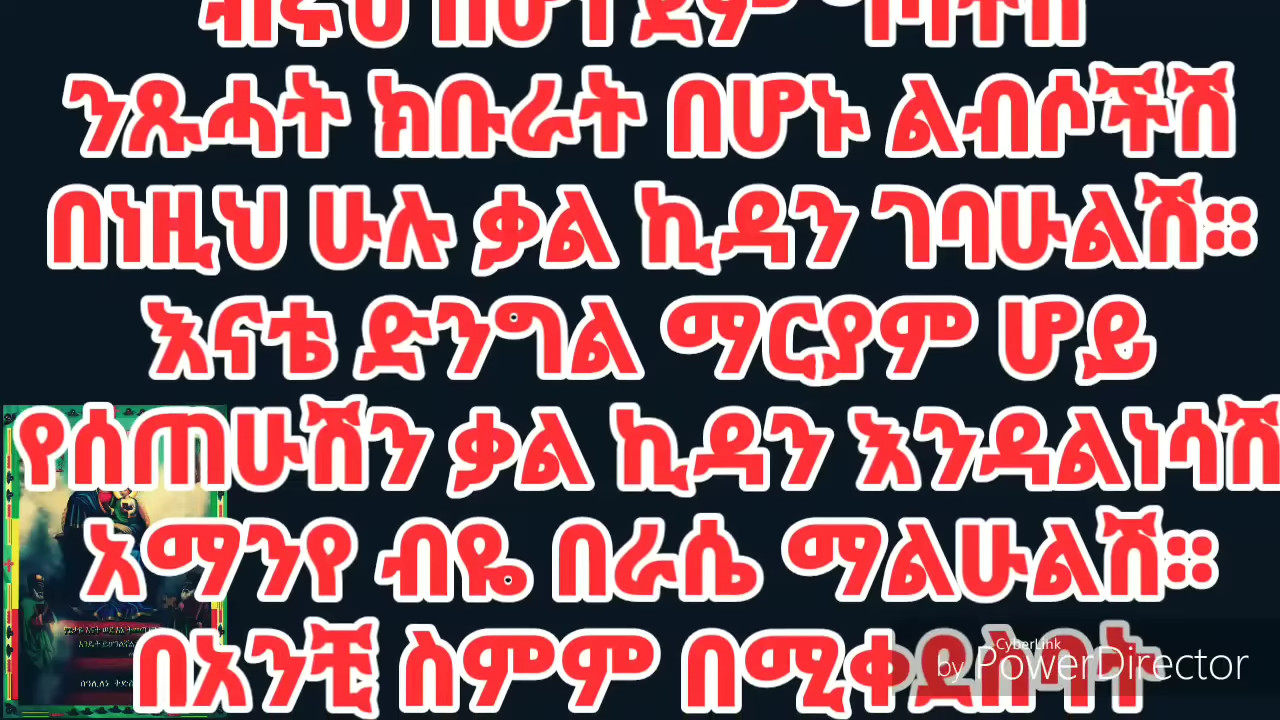 ንጹሓት ክቡራት በሆኑ ልብሶችሽ
በነዚህ ሁሉ ቃል ኪዳን ገባሁልሽ።
እናቴ ድንግል ማርያም ሆይ
የሰጠሁሽን ቃል ኪዳን እንዳልነሳሽ
አማንየ ብዬ በራሴ ማልሁልሽ።
በአንቺ ስምም በሚቀደስባት
CyberLink
by PowerDirector